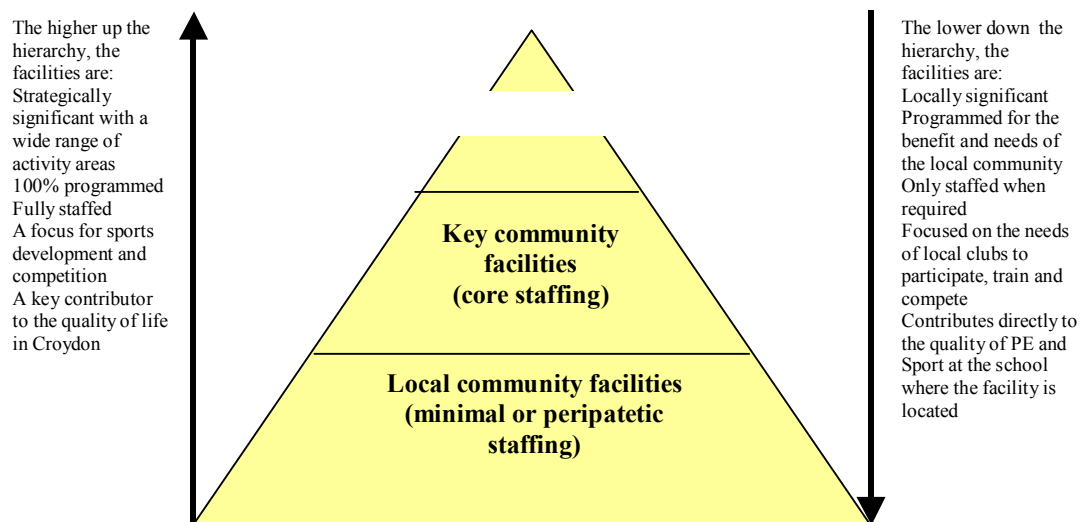 The higher up the
hierarchy, the
facilities are:
Strategically
significant with a
wide range of
activity areas
100% programmed
Fully staffed
A focus for sports
development and
competition
A key contributor
to the quality of life
in Croydon
Key community
facilities
(core staffing)
Local community facilities
(minimal or peripatetic
staffing)
The lower down  the
hierarchy, the
facilities are:
Locally significant
Programmed for the
benefit and needs of
the local community
Only staffed when
required
Focused on the needs
of local clubs to
participate, train and
compete
Contributes directly to
the quality of PE and
Sport at the school
where the facility is
located